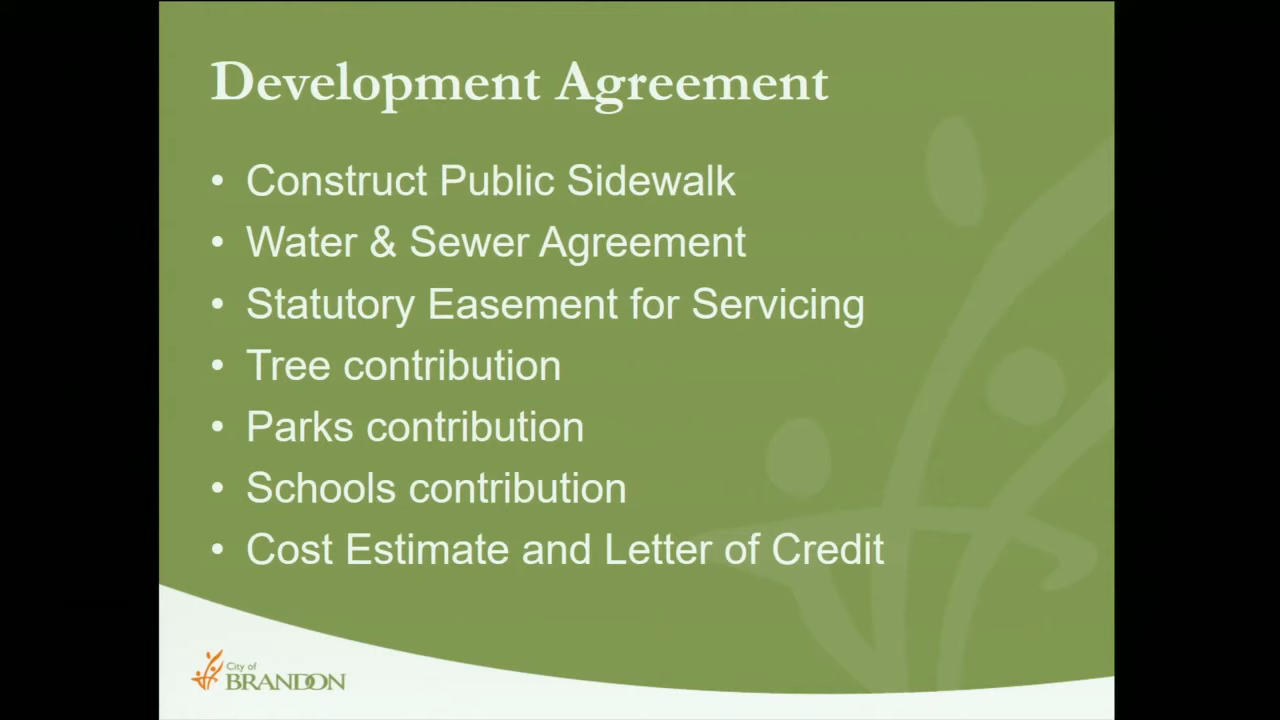 Development Agreement
• Construct Public Sidewalk
• Water & Sewer Agreement
• Statutory Easement for Servicing
• Tree contribution
• Parks contribution
• Schools contribution
• Cost Estimate and Letter of Credit
City of
BRANDON